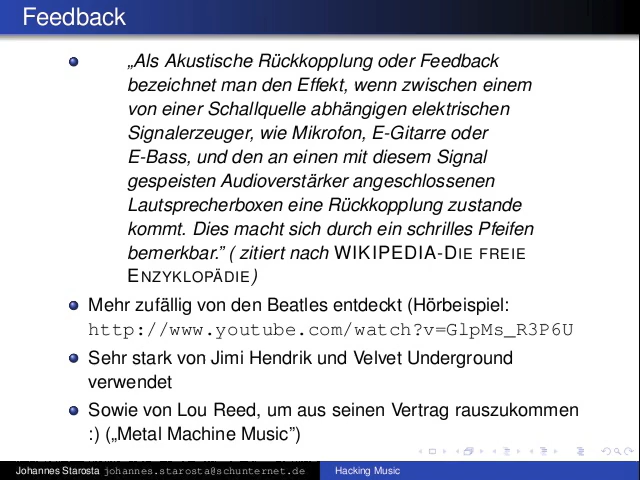 Feedback
„Als Akustische Rückkopplung oder Feedback
bezeichnet man den Effekt, wenn zwischen einem
von einer Schallquelle abhängigen elektrischen
Signalerzeuger, wie Mikrofon, E-Gitarre oder
E-Bass, und den an einen mit diesem Signal
gespeisten Audioverstärker angeschlossenen
Lautsprecherboxen eine Rückkopplung zustande
kommt. Dies macht sich durch ein schrilles Pfeifen
bemerkbar.” ( zitiert nach WIKIPEDIA-DIE FREIE
ENZYKLOPÄDIE)
Mehr zufällig von den Beatles entdeckt (Hörbeispiel:
http://www.youtube.com/watch?v=GlpMs_R3P6U
Sehr stark von Jimi Hendrik und Velvet Underground
verwendet
Sowie von Lou Reed, um aus seinen Vertrag rauszukommen
:) („Metal Machine Music”)
Johannes Starosta johannes.starosta@schunternet.de Hacking Music